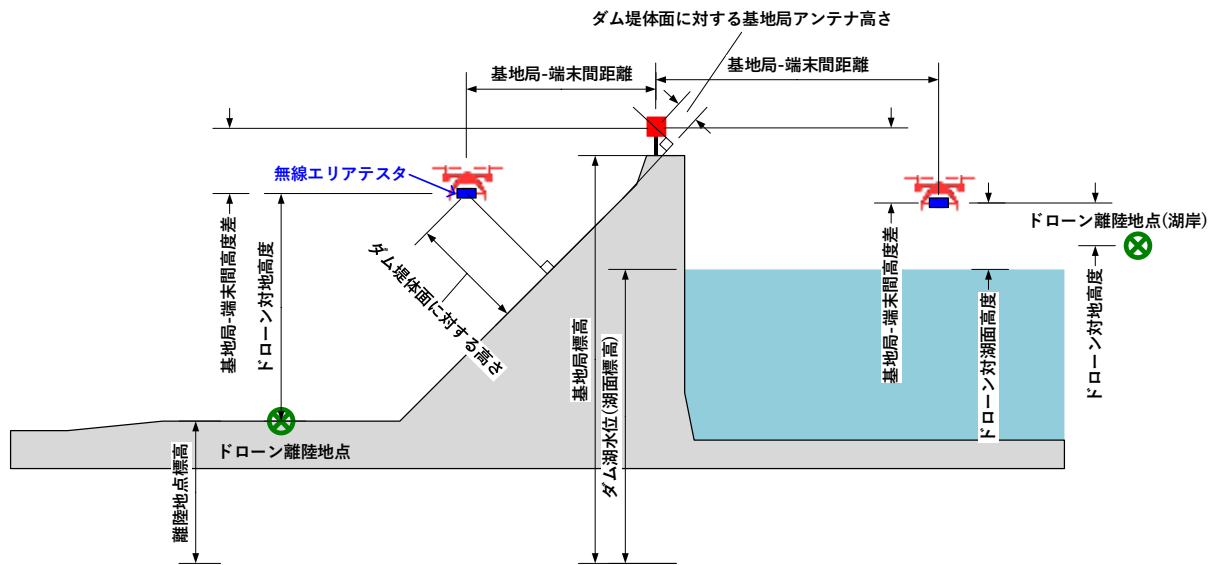 ダム堤体面に対する基地局アンテナ高さ
基地局-端末間距離
基地局-端末間距離
無線エリアテスタ
基地局-端末間高度差
ドローン対地高度
ダム堤体面に対する高さ
ドローン離陸地点
離陸地点標高
基地局標高
ダム湖水位(湖面標高)
基地局-端末間高度差
ドローン対湖面高度
ドローン離陸地点(湖岸)
ドローン対地高度